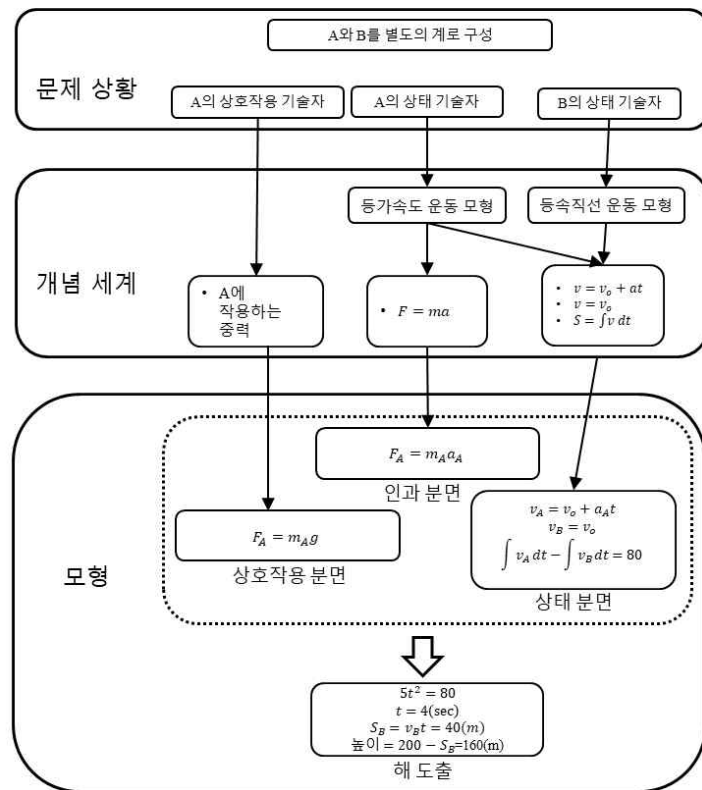 A와 B를 별도의 계로 구성
문제 상황
A의 상호작용 기술자
A의 상태 기술자
B의 상태 기술자
등가속도 운동 모형
등속직선 운동 모형
개념 세계
• A에
작용하는
중력
• F = ma
• v = v₀ + at
• v = v₀
• S = ∫v dt
F_A = m_A a_A
인과 분면
F_A = m_A g
상호작용 분면
v_A = v₀ + a_A t
v_B = v₀
∫ v_A dt − ∫ v_B dt = 80
상태 분면
모형
5t² = 80
t = 4(sec)
S_B = v_B t = 40(m)
높이 = 200 − S_B=160(m)
해 도출